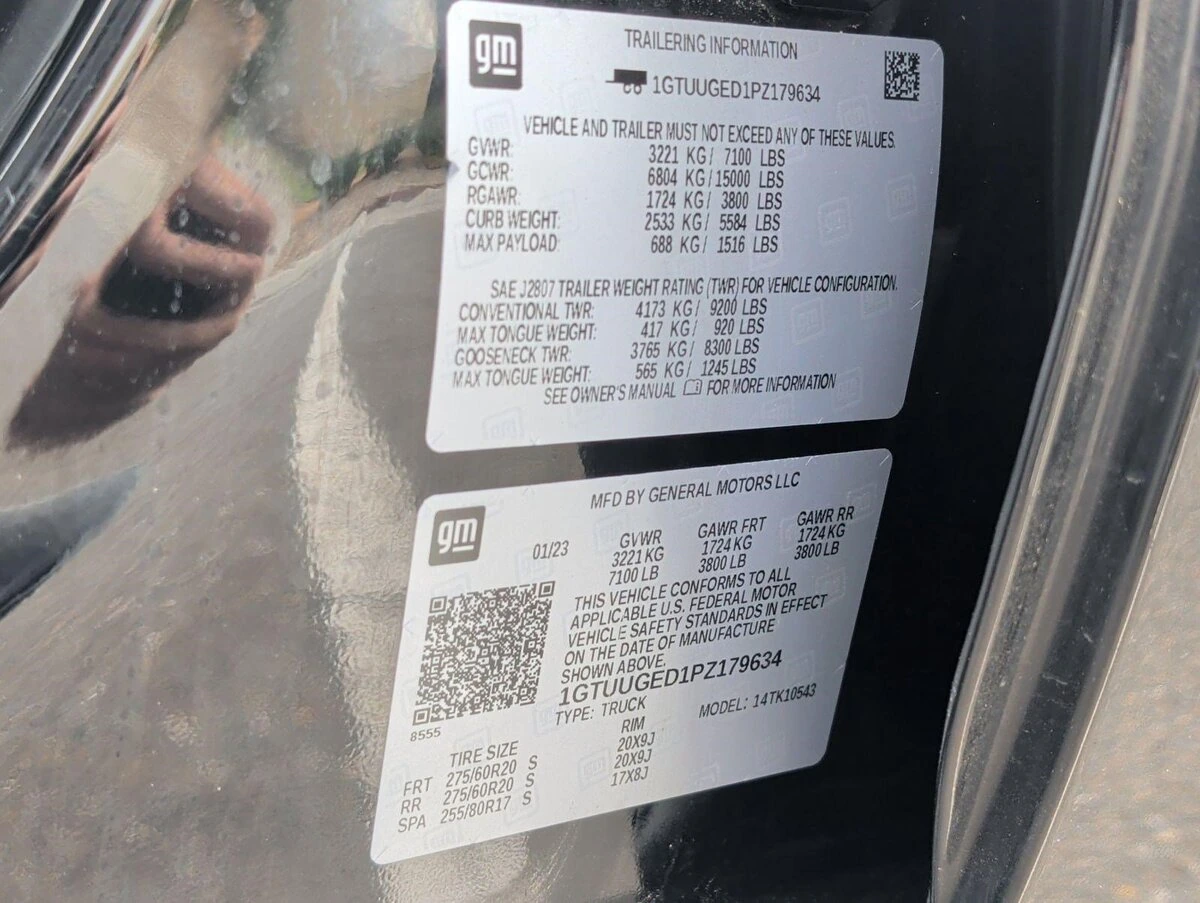 gm
TRAILERING INFORMATION
1GTUUGED1PZ179634
VEHICLE AND TRAILER MUST NOT EXCEED ANY OF THESE VALUES.
GVWR: 3221 KG/ 7100 LBS
GCWR: 6804 KG/ 15000 LBS
RGAWR: 1724 KG/ 3800 LBS
CURB WEIGHT: 2533 KG/ 5584 LBS
MAX PAYLOAD: 688 KG/ 1516 LBS
SAE J2807 TRAILER WEIGHT RATING (TWR) FOR VEHICLE CONFIGURATION.
CONVENTIONAL TWR: 4173 KG/ 9200 LBS
MAX TONGUE WEIGHT: 417 KG/ 920 LBS
GOOSENECK TWR: 3765 KG/ 8300 LBS
MAX TONGUE WEIGHT: 565 KG/ 1245 LBS
SEE OWNER'S MANUAL FOR MORE INFORMATION
gm
MFD BY GENERAL MOTORS LLC
01/23
GVWR GAWR FRT GAWR RR
3221 KG 1724 KG 1724 KG
7100 LB 3800 LB 3800 LB
THIS VEHICLE CONFORMS TO ALL
APPLICABLE U.S. FEDERAL MOTOR
VEHICLE SAFETY STANDARDS IN EFFECT
ON THE DATE OF MANUFACTURE
SHOWN ABOVE.
1GTUUGED1PZ179634
TYPE: TRUCK MODEL: 14TK10543
8555
TIRE SIZE RIM
FRT 275/60R20 S 20X9J
RR 275/60R20 S 20X9J
SPA 255/80R17 S 17X8J